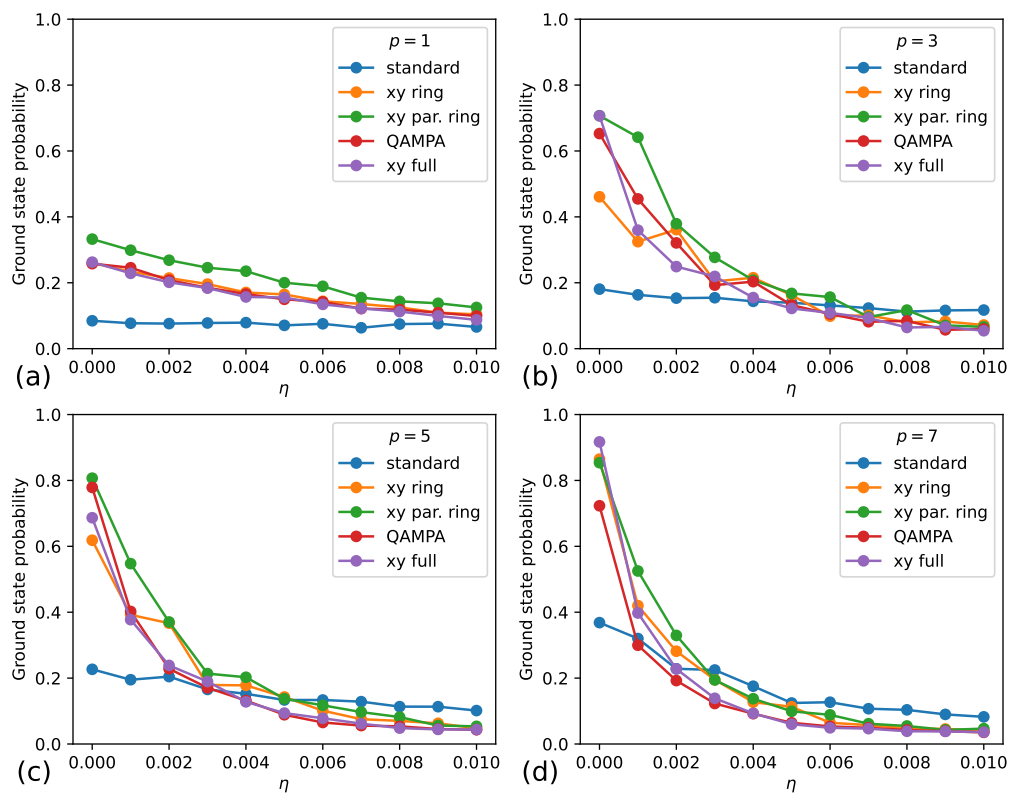 1.0
0.8
0.6
0.4
0.2
0.0
Ground state probability
p = 1
standard
xy ring
xy par. ring
QAMPA
xy full
0.000 0.002 0.004 0.006 0.008 0.010
η
(a)
1.0
0.8
0.6
0.4
0.2
0.0
Ground state probability
p = 3
standard
xy ring
xy par. ring
QAMPA
xy full
0.000 0.002 0.004 0.006 0.008 0.010
η
(b)
1.0
0.8
0.6
0.4
0.2
0.0
Ground state probability
p = 5
standard
xy ring
xy par. ring
QAMPA
xy full
0.000 0.002 0.004 0.006 0.008 0.010
η
(c)
1.0
0.8
0.6
0.4
0.2
0.0
Ground state probability
p = 7
standard
xy ring
xy par. ring
QAMPA
xy full
0.000 0.002 0.004 0.006 0.008 0.010
η
(d)